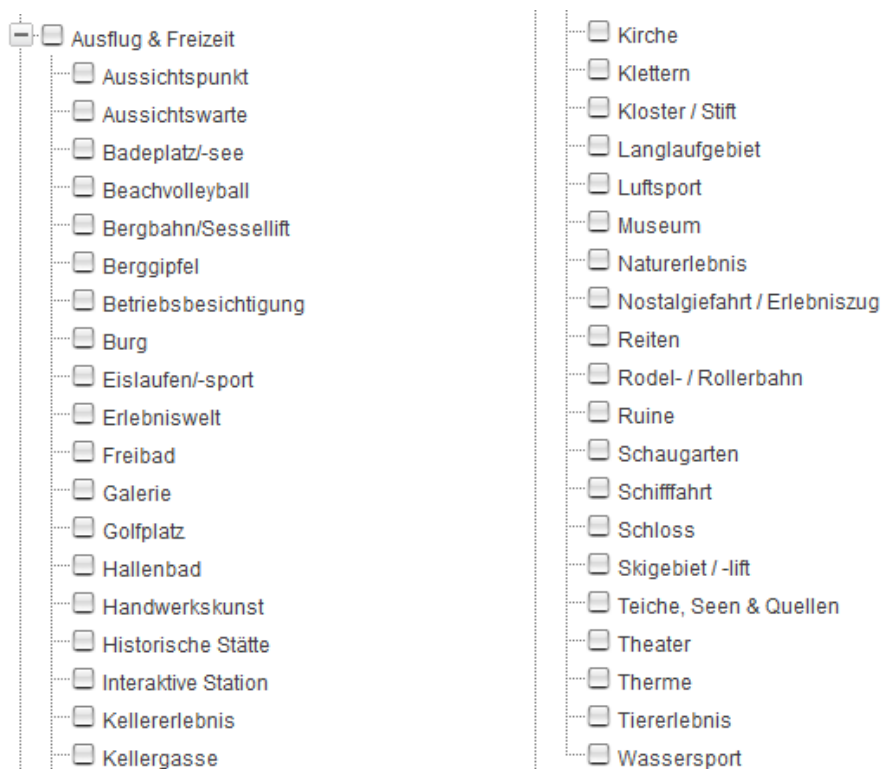 Ausflug & Freizeit
Aussichtspunkt
Aussichtswarte
Badeplatz/-see
Beachvolleyball
Bergbahn/Sessellift
Berggipfel
Betriebsbesichtigung
Burg
Eislaufen/-sport
Erlebniswelt
Freibad
Galerie
Golfplatz
Hallenbad
Handwerkskunst
Historische Stätte
Interaktive Station
Kellererlebnis
Kellergasse
Kirche
Klettern
Kloster / Stift
Langlaufgebiet
Luftsport
Museum
Naturerlebnis
Nostalgiefahrt / Erlebniszug
Reiten
Rodel- / Rollerbahn
Ruine
Schaugarten
Schifffahrt
Schloss
Skigebiet / -lift
Teiche, Seen & Quellen
Theater
Therme
Tiererlebnis
Wassersport